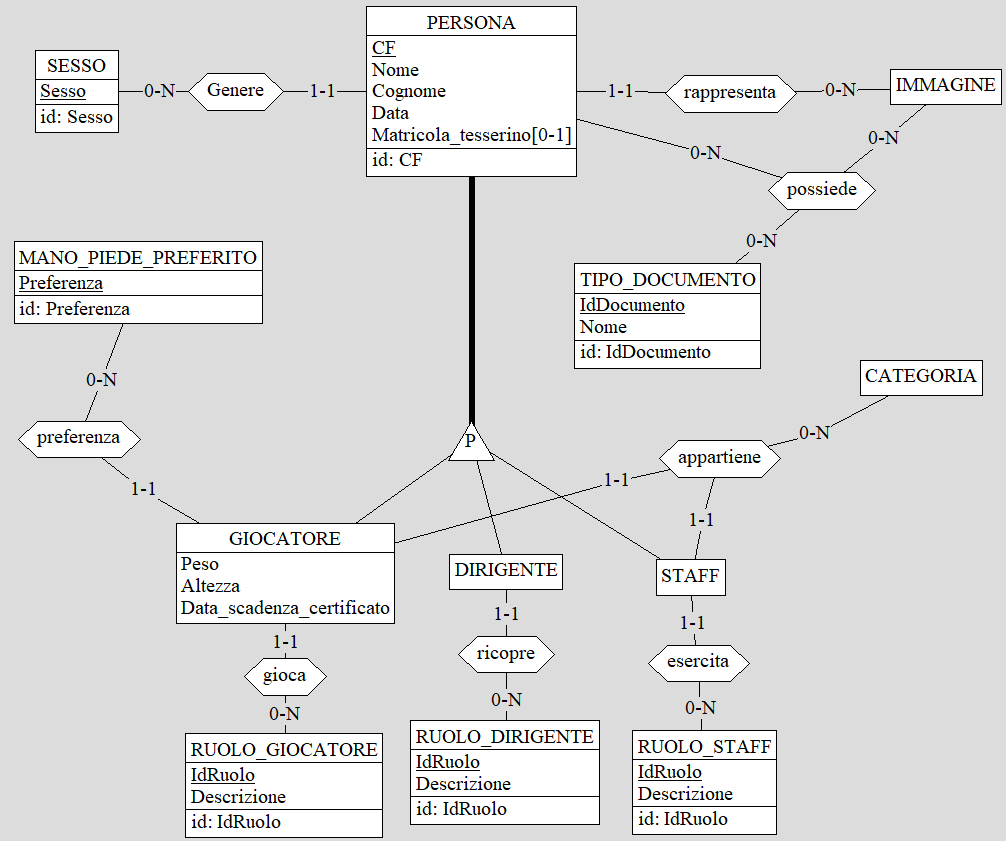 PERSONA
CF
Nome
Cognome
Data
Matricola_tesserino[0-1]
id: CF
SESSO
Sesso
id: Sesso
0-N
Genere
1-1
1-1
rappresenta
0-N
IMMAGINE
0-N
0-N
possiede
0-N
TIPO_DOCUMENTO
IdDocumento
Nome
id: IdDocumento
MANO_PIEDE_PREFERITO
Preferenza
id: Preferenza
0-N
preferenza
1-1
P
CATEGORIA
0-N
appartiene
1-1
1-1
GIOCATORE
Peso
Altezza
Data_scadenza_certificato
DIRIGENTE
STAFF
1-1
gioca
0-N
1-1
ricopre
0-N
1-1
esercita
0-N
RUOLO_GIOCATORE
IdRuolo
Descrizione
id: IdRuolo
RUOLO_DIRIGENTE
IdRuolo
Descrizione
id: IdRuolo
RUOLO_STAFF
IdRuolo
Descrizione
id: IdRuolo